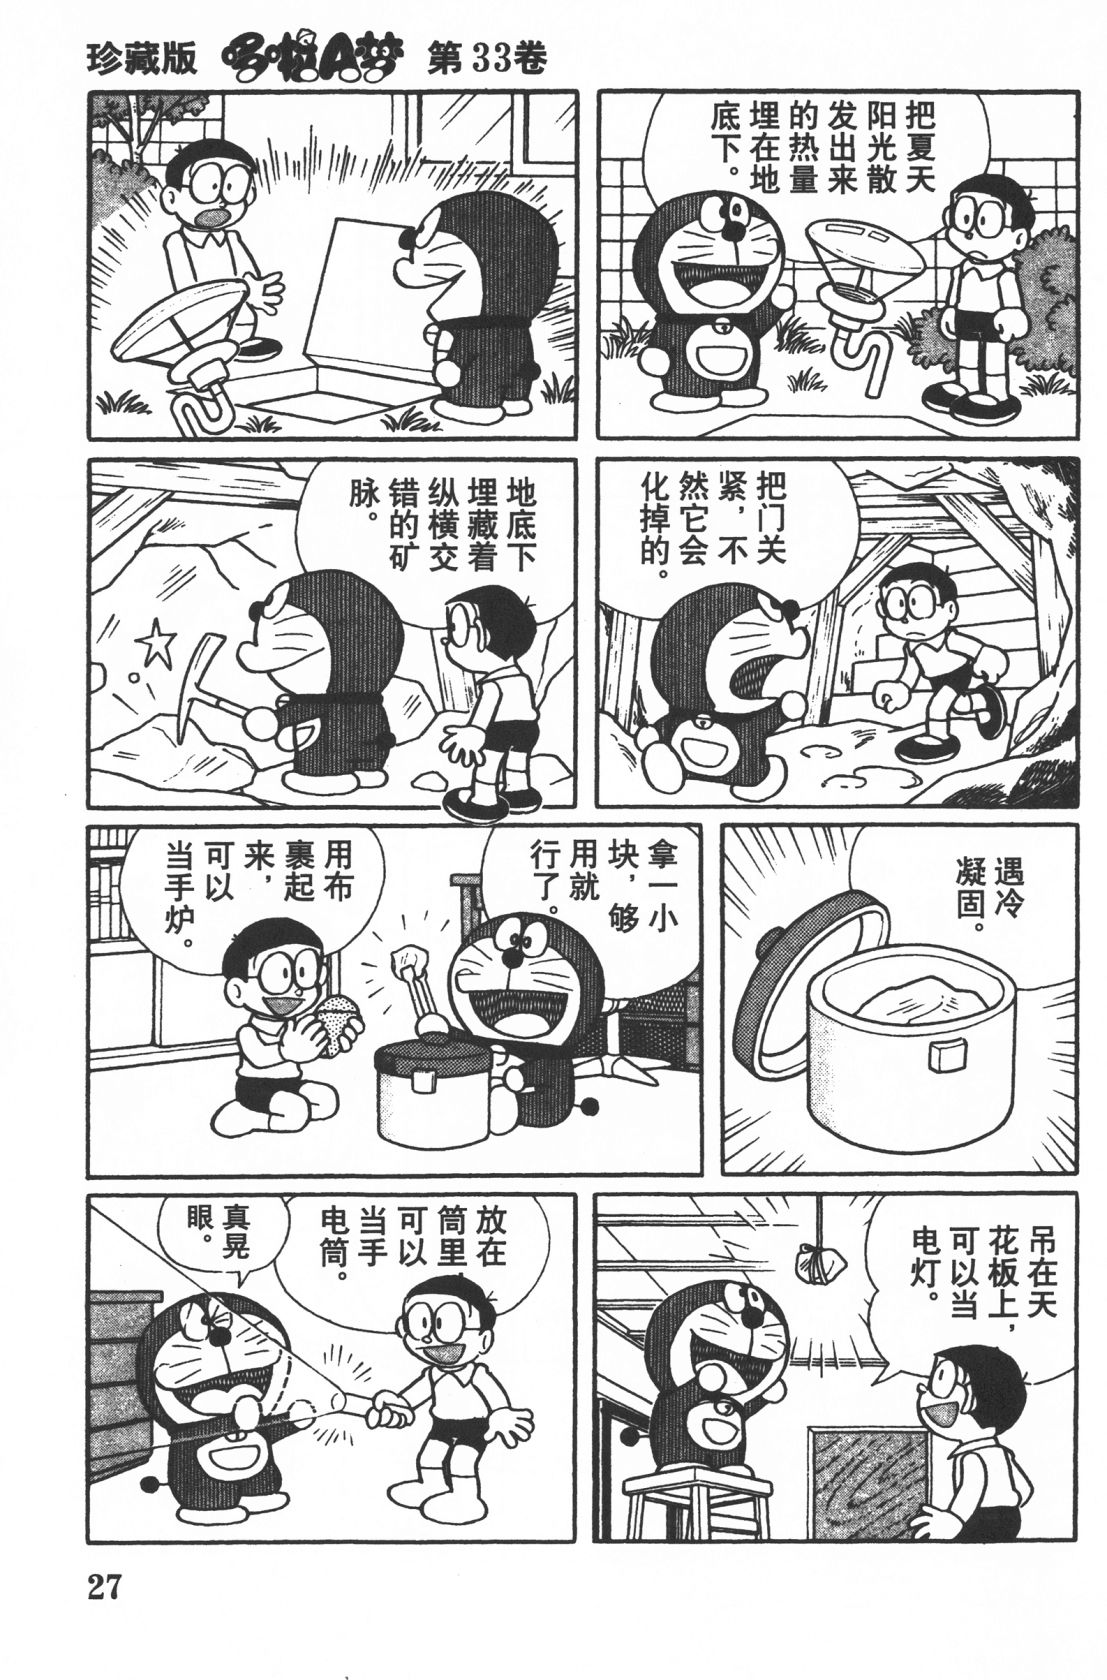 珍藏版 哆啦A梦 第33卷
把夏天
阳光散
发出来
的热量
埋在地
底下。
把门关
紧，不
然它会
化掉的。
地底下
埋藏着
纵横交
错的矿
脉。
遇冷
凝固。
拿一小
块，够
用就
行了。
用布
裹起
来，
可以
当手炉。
吊在天
花板上，
可以当
电灯。
放在
筒里，
可以
当手
电筒。
真晃
眼。
27